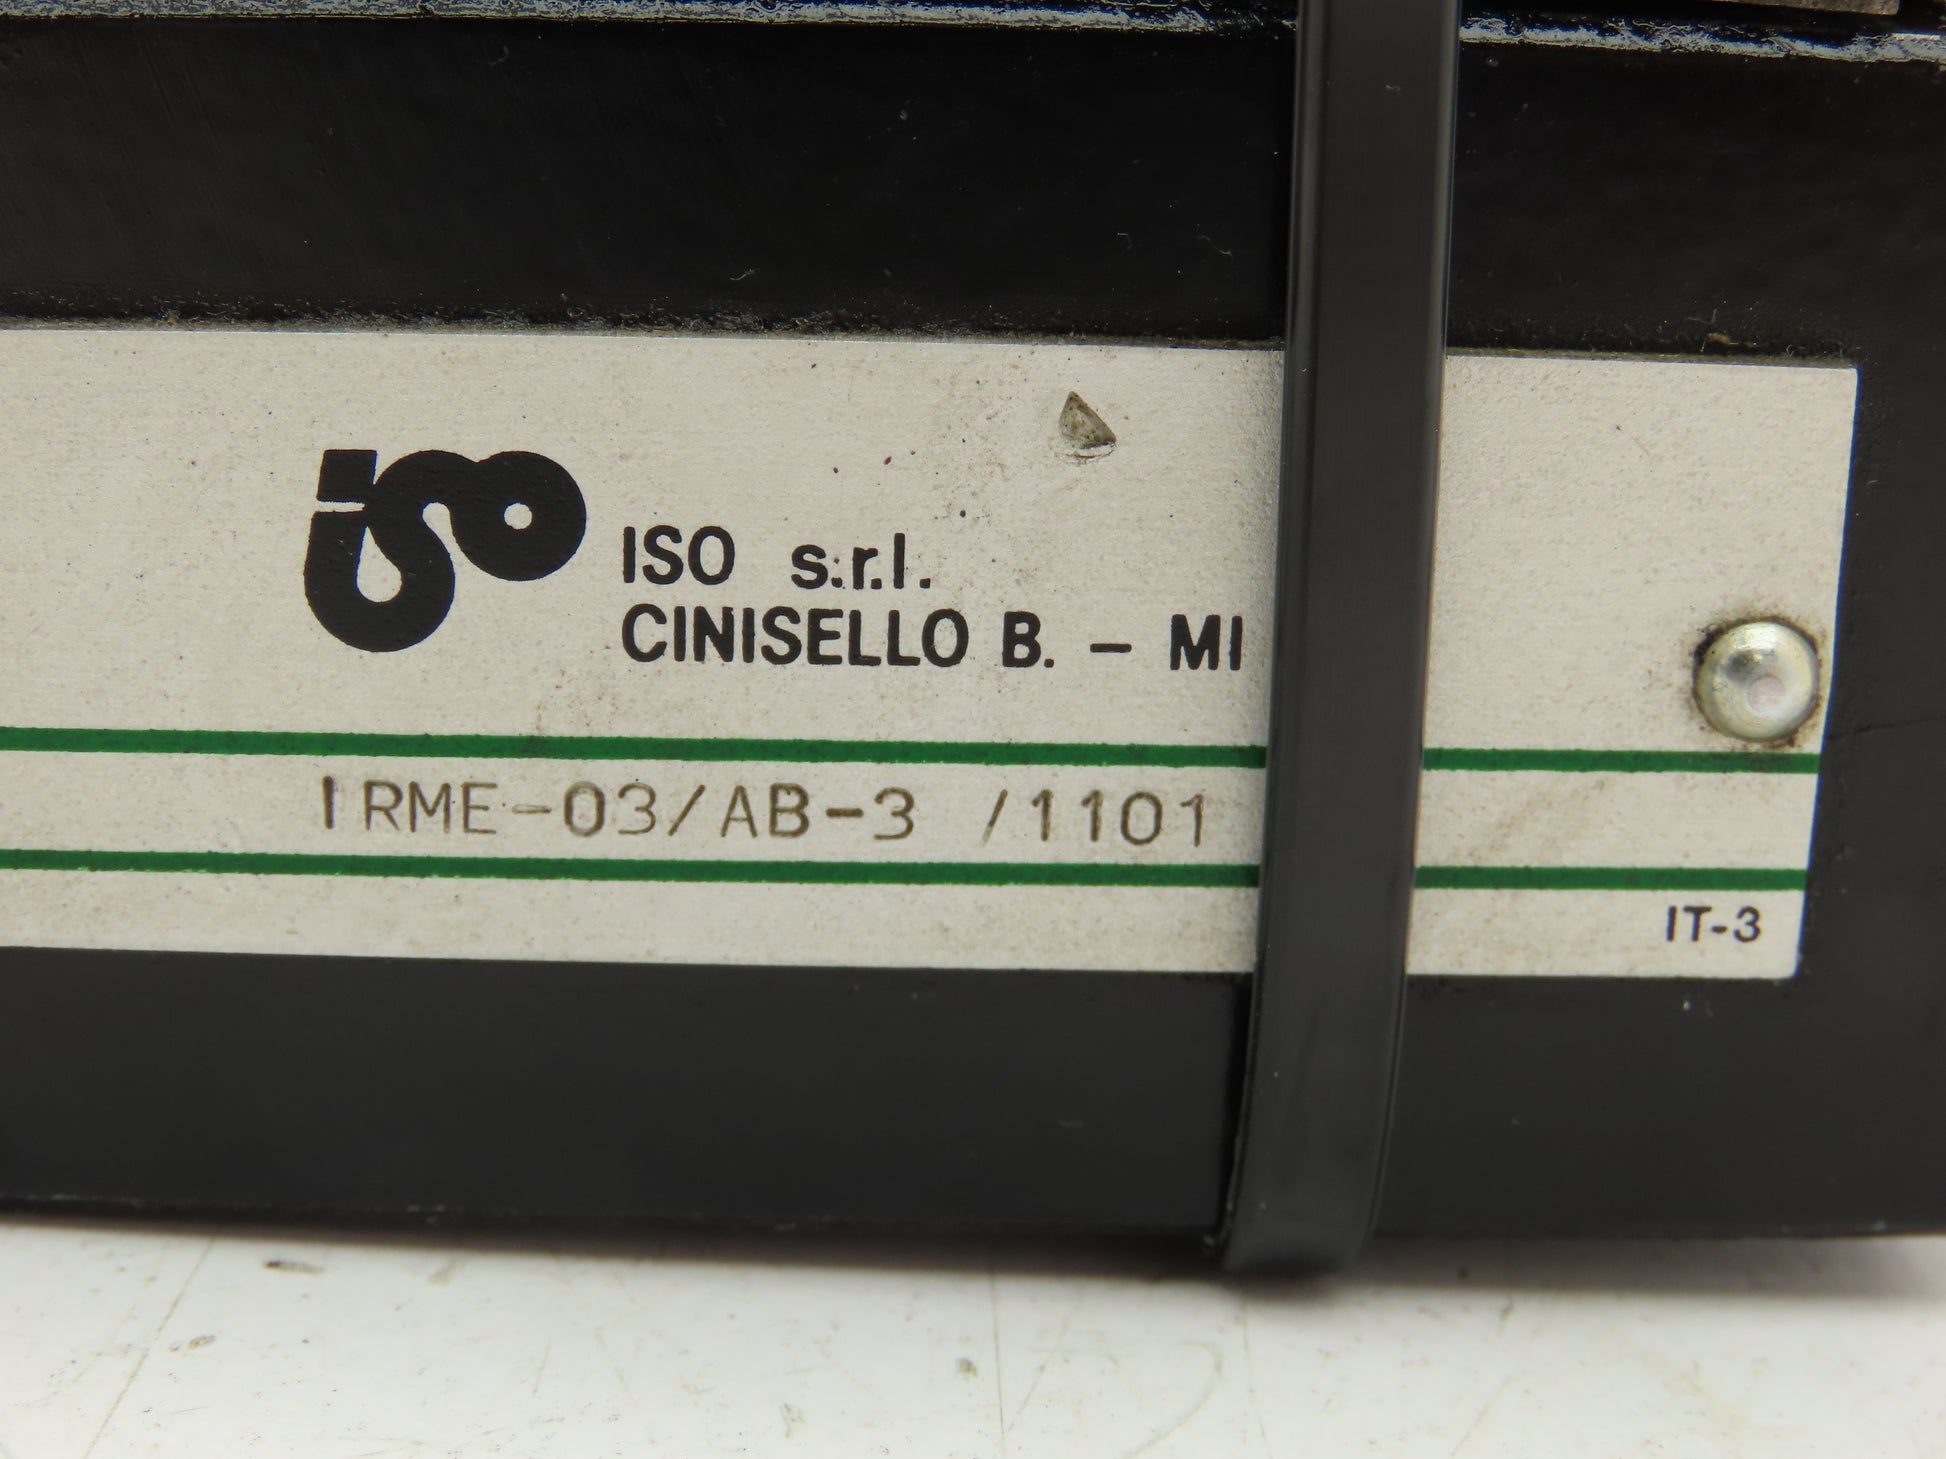 iso
ISO s.r.l.
CINISELLO B. - MI
IRME-03/AB-3 /1101
IT-3